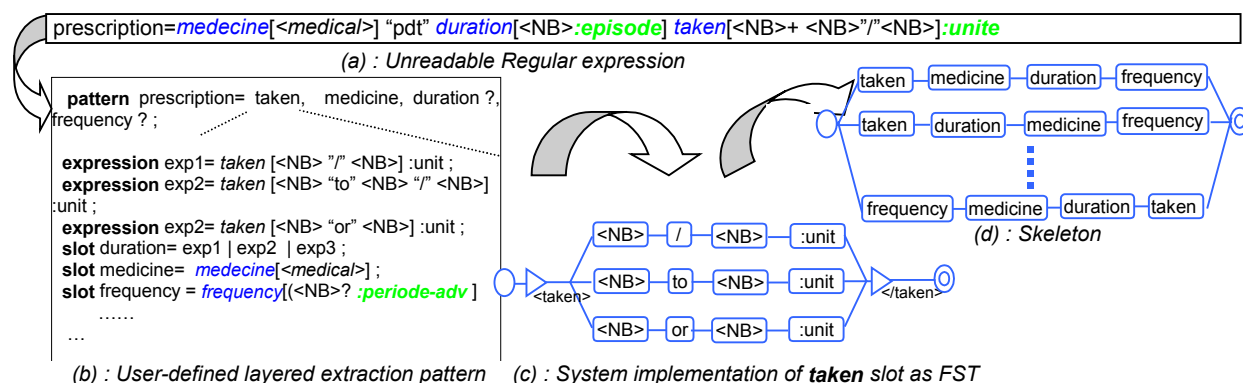 prescription=medecine[<medical>] “pdt” duration[<NB>:episode] taken[<NB>+ <NB>”/”<NB>]:unite
(a) : Unreadable Regular expression
pattern prescription= taken, medicine, duration ?,
frequency ? ;
expression exp1= taken [<NB> ”/” <NB>] :unit ;
expression exp2= taken [<NB> “to” <NB> “/” <NB>]
:unit ;
expression exp2= taken [<NB> “or” <NB>] :unit ;
slot duration= exp1 | exp2 | exp3 ;
slot medicine= medecine[<medical>] ;
slot frequency = frequency[(<NB>? :periode-adv ]
......
...
(b) : User-defined layered extraction pattern
<taken>
<NB> / <NB> :unit
<NB> to <NB> :unit
<NB> or <NB> :unit
</taken>
(c) : System implementation of taken slot as FST
taken medicine duration frequency
taken duration medicine frequency
frequency medicine duration taken
(d) : Skeleton